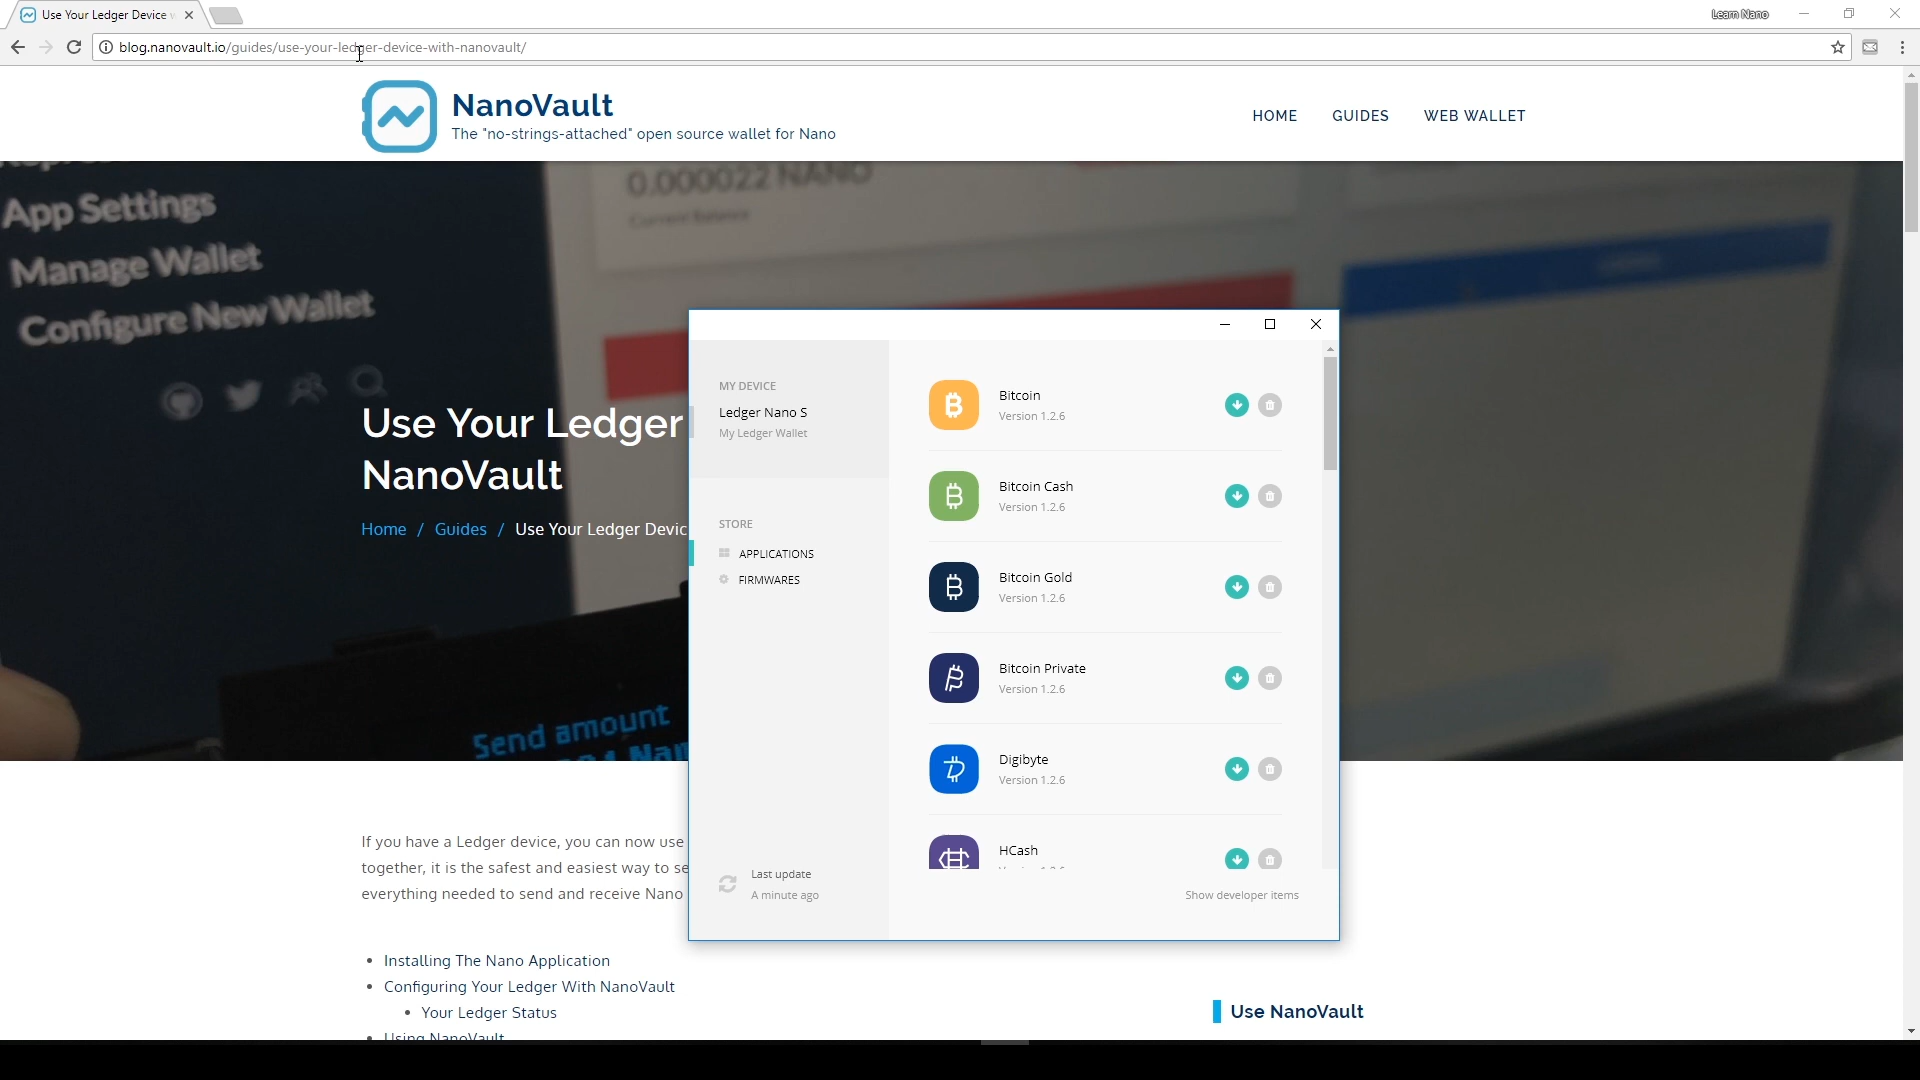 Use Your Ledger Device w
Learn Nano
blog.nanovault.io/guides/use-your-ledger-device-with-nanovault/
NanoVault
The "no-strings-attached" open source wallet for Nano
HOME
GUIDES
WEB WALLET
0.000022 NANO
Current Balance
App Settings
Manage Wallet
Configure New Wallet
Use Your Ledger
NanoVault
Home / Guides / Use Your Ledger Devic
Send amount
MY DEVICE
Ledger Nano S
My Ledger Wallet
STORE
APPLICATIONS
FIRMWARES
Last update
A minute ago
Bitcoin
Version 1.2.6
Bitcoin Cash
Version 1.2.6
Bitcoin Gold
Version 1.2.6
Bitcoin Private
Version 1.2.6
Digibyte
Version 1.2.6
HCash
Show developer items
If you have a Ledger device, you can now use
together, it is the safest and easiest way to se
everything needed to send and receive Nano
Installing The Nano Application
Configuring Your Ledger With NanoVault
Your Ledger Status
Using NanoVault
Use NanoVault